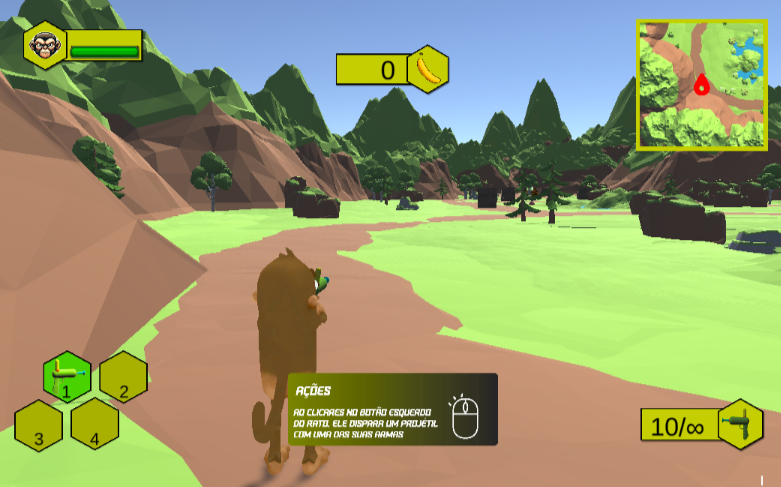 0
1
2
3
4
AÇÕES
AO CLICARES NO BOTÃO ESQUERDO
DO RATO, ELE DISPARA UM PROJÉTIL
COM UMA DAS SUAS ARMAS
10/∞